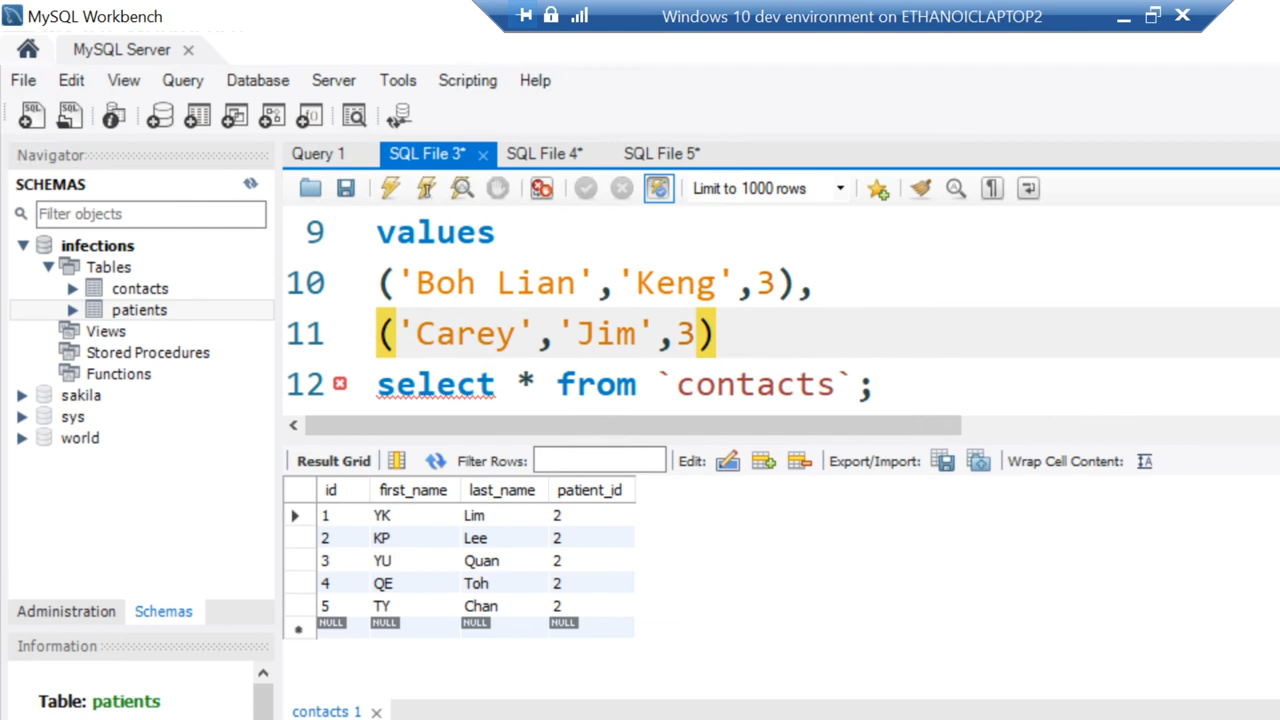 MySQL Workbench
Windows 10 dev environment on ETHANOICLAPTOP2
MySQL Server
File Edit View Query Database Server Tools Scripting Help
Navigator
Query 1 SQL File 3* SQL File 4* SQL File 5*
SCHEMAS
Limit to 1000 rows
Filter objects
infections
Tables
contacts
patients
Views
Stored Procedures
Functions
sakila
sys
world
9 values
10 ('Boh Lian','Keng',3),
11 ('Carey','Jim',3)
12 select * from `contacts`;
Result Grid Filter Rows: Edit: Export/Import: Wrap Cell Content:
id first_name last_name patient_id
1 YK Lim 2
2 KP Lee 2
3 YU Quan 2
4 QE Toh 2
5 TY Chan 2
NULL NULL NULL NULL
Administration Schemas
Information
Table: patients
contacts 1